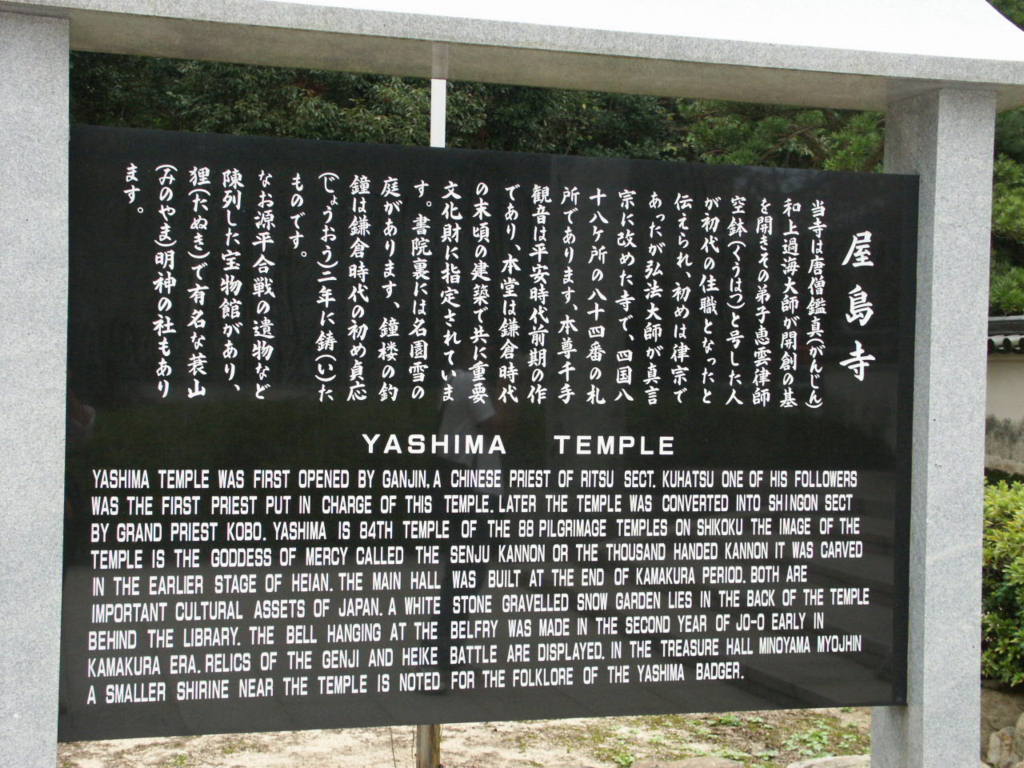 屋島寺
当寺は唐僧鑑真(がんじん)
和上過海大師が開創の基
を開きその弟子恵雲律師
空鉢(くうはつ)と号した人
が初代の住職となったと
伝えられ、初めは律宗で
あったが弘法大師が真言
宗に改めた寺で、四国八
十八ヶ所の八十四番の札
所であります、本尊千手
観音は平安時代前期の作
であり、本堂は鎌倉時代
の末頃の建築で共に重要
文化財に指定されていま
す。書院裏には名園雪の
庭があります、鐘楼の釣
鐘は鎌倉時代の初め貞応
(じょうおう)二年に鋳(い)た
ものです。
なお源平合戦の遺物など
陳列した宝物館があり、
狸(たぬき)で有名な蓑山
(みのやま)明神の社もあり
ます。
YASHIMA TEMPLE
YASHIMA TEMPLE WAS FIRST OPENED BY GANJIN, A CHINESE PRIEST OF RITSU SECT. KUHATSU ONE OF HIS FOLLOWERS
WAS THE FIRST PRIEST PUT IN CHARGE OF THIS TEMPLE. LATER THE TEMPLE WAS CONVERTED INTO SHINGON SECT
BY GRAND PRIEST KOBO. YASHIMA IS 84TH TEMPLE OF THE 88 PILGRIMAGE TEMPLES ON SHIKOKU THE IMAGE OF THE
TEMPLE IS THE GODDESS OF MERCY CALLED THE SENJU KANNON OR THE THOUSAND HANDED KANNON IT WAS CARVED
IN THE EARLIER STAGE OF HEIAN. THE MAIN HALL WAS BUILT AT THE END OF KAMAKURA PERIOD. BOTH ARE
IMPORTANT CULTURAL ASSETS OF JAPAN. A WHITE STONE GRAVELLED SNOW GARDEN LIES IN THE BACK OF THE TEMPLE
BEHIND THE LIBRARY. THE BELL HANGING AT THE BELFRY WAS MADE IN THE SECOND YEAR OF JO-O EARLY IN
KAMAKURA ERA. RELICS OF THE GENJI AND HEIKE BATTLE ARE DISPLAYED. IN THE TREASURE HALL MINOYAMA MYOJHIN
A SMALLER SHIRINE NEAR THE TEMPLE IS NOTED FOR THE FOLKLORE OF THE YASHIMA BADGER.